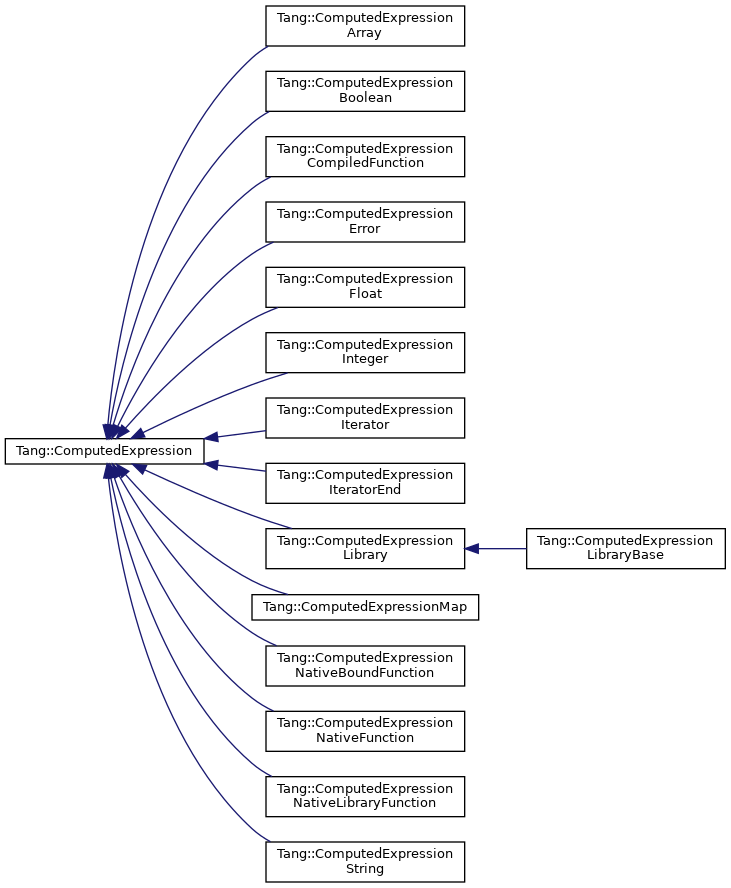 Tang::ComputedExpression
Array
Tang::ComputedExpression
Boolean
Tang::ComputedExpression
CompiledFunction
Tang::ComputedExpression
Error
Tang::ComputedExpression
Float
Tang::ComputedExpression
Integer
Tang::ComputedExpression
Iterator
Tang::ComputedExpression
Tang::ComputedExpression
IteratorEnd
Tang::ComputedExpression
Library
Tang::ComputedExpression
LibraryBase
Tang::ComputedExpressionMap
Tang::ComputedExpression
NativeBoundFunction
Tang::ComputedExpression
NativeFunction
Tang::ComputedExpression
NativeLibraryFunction
Tang::ComputedExpression
String